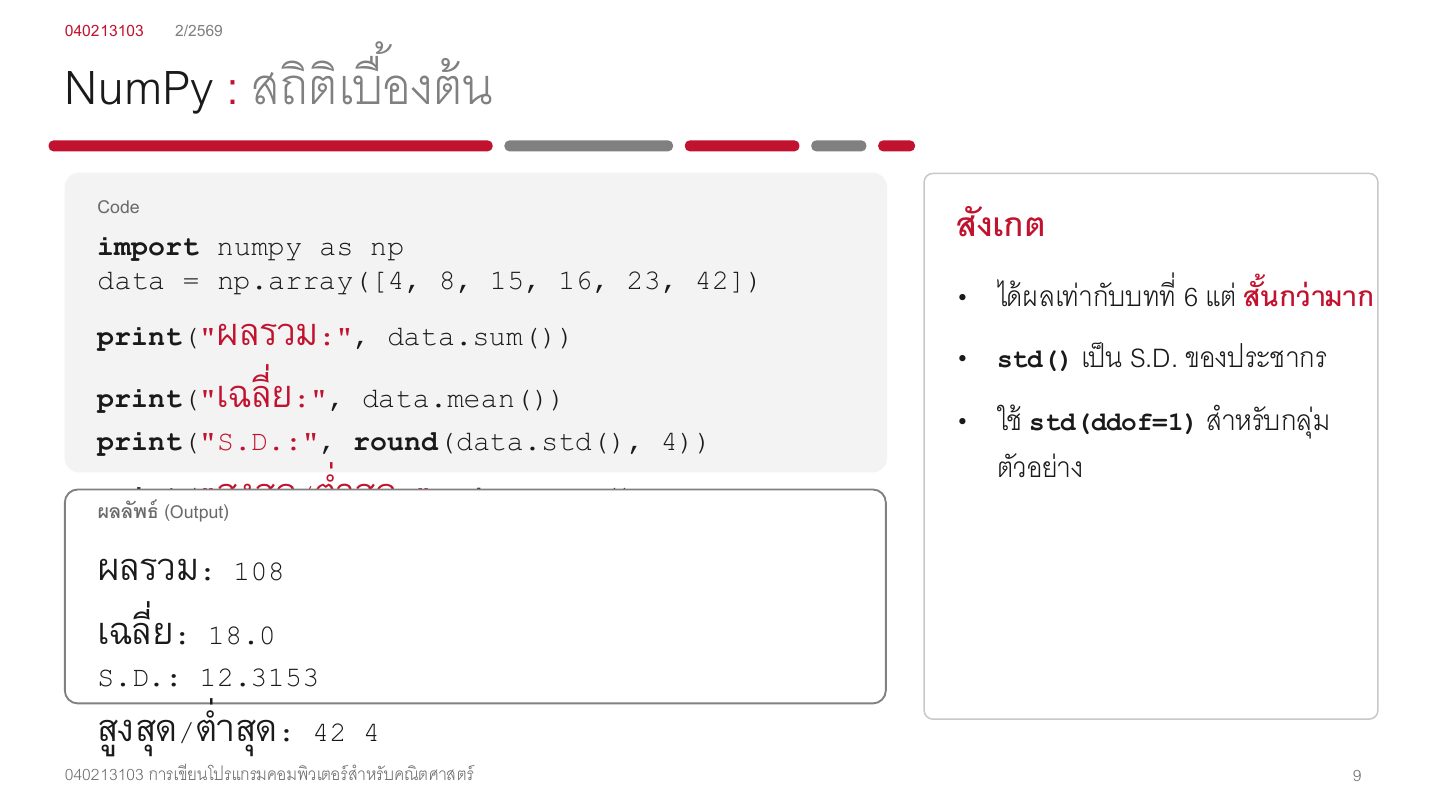 040213103 2/2569
NumPy : สถิติเบื้องต้น
Code
import numpy as np
data = np.array([4, 8, 15, 16, 23, 42])
print("ผลรวม:", data.sum())
print("เฉลี่ย:", data.mean())
print("S.D.:", round(data.std(), 4))
ผลลัพธ์ (Output)
ผลรวม: 108
เฉลี่ย: 18.0
S.D.: 12.3153
สูงสุด/ต่ำสุด: 42 4
สังเกต
• ได้ผลเท่ากับบทที่ 6 แต่ สั้นกว่ามาก
• std() เป็น S.D. ของประชากร
• ใช้ std(ddof=1) สำหรับกลุ่ม
ตัวอย่าง
040213103 การเขียนโปรแกรมคอมพิวเตอร์สำหรับคณิตศาสตร์
9